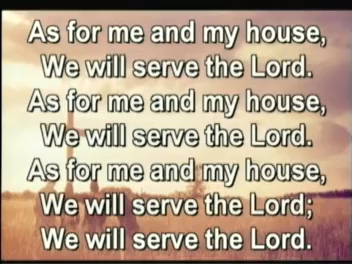 As for me and my house,
We will serve the Lord.
As for me and my house,
We will serve the Lord.
As for me and my house,
We will serve the Lord;
We will serve the Lord.